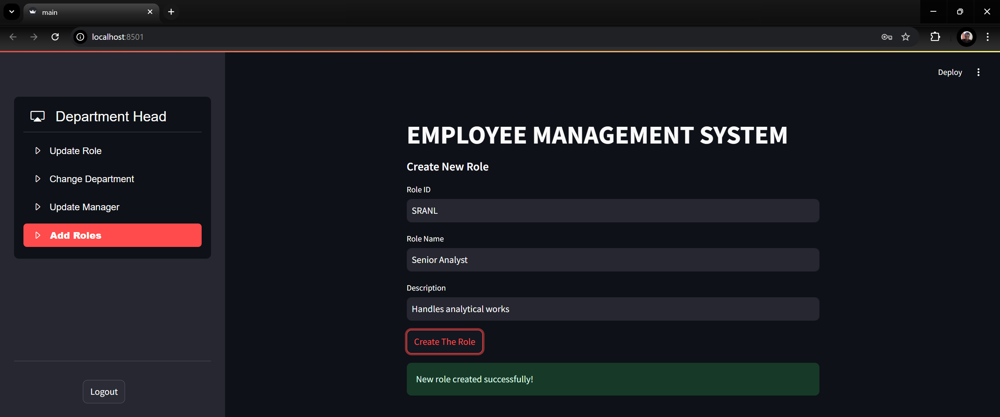 main
localhost:8501
Deploy
Department Head
Update Role
Change Department
Update Manager
Add Roles
Logout
EMPLOYEE MANAGEMENT SYSTEM
Create New Role
Role ID
SRANL
Role Name
Senior Analyst
Description
Handles analytical works
Create The Role
New role created successfully!